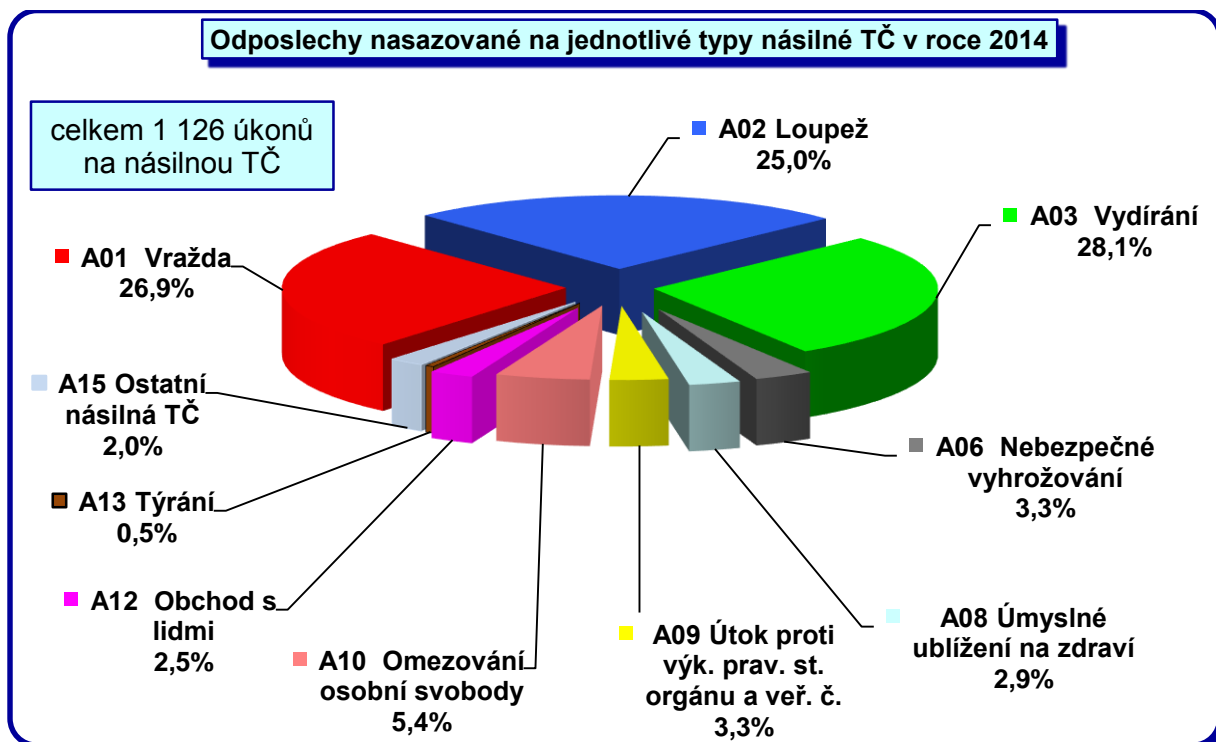 Odposlechy nasazované na jednotlivé typy násilné TČ v roce 2014
celkem 1 126 úkonů
na násilnou TČ
A02 Loupež
25,0%
A03 Vydírání
28,1%
A01 Vražda
26,9%
A15 Ostatní
násilná TČ
2,0%
A06 Nebezpečné
vyhrožování
3,3%
A13 Týrání
0,5%
A12 Obchod s
lidmi
2,5%
A10 Omezování
osobní svobody
5,4%
A09 Útok proti
výk. prav. st.
orgánu a veř. č.
3,3%
A08 Úmyslné
ublížení na zdraví
2,9%